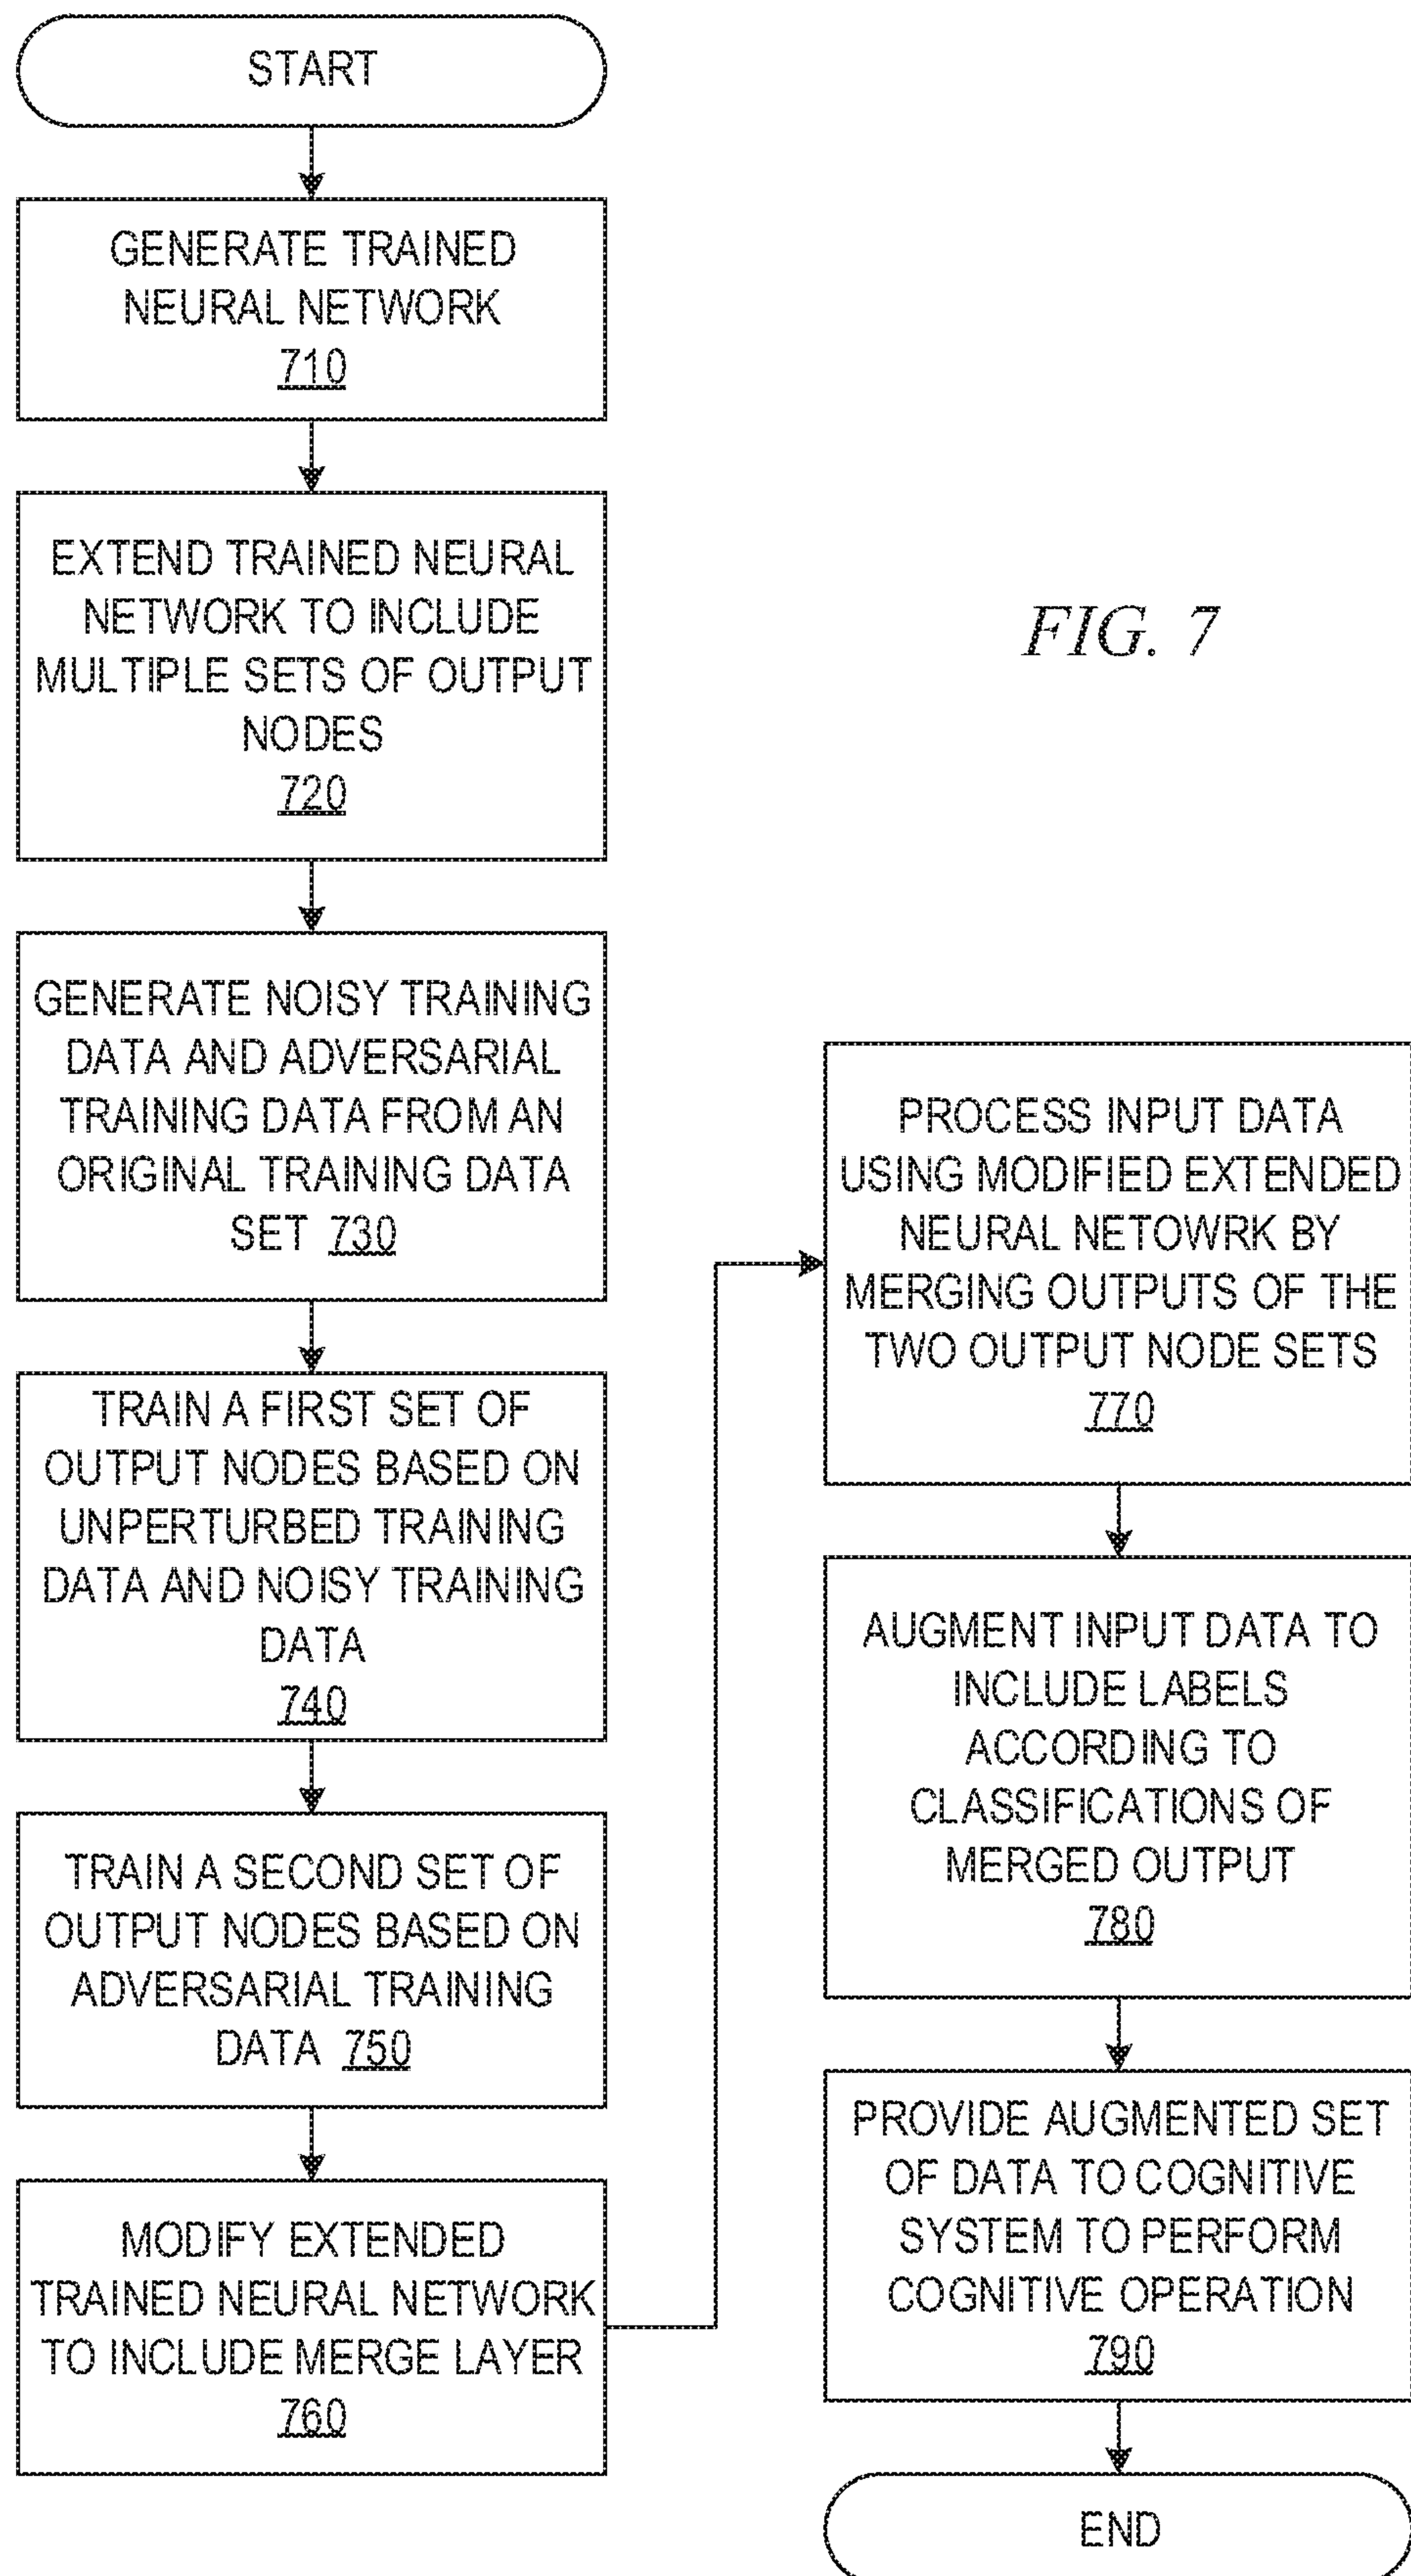 START
GENERATE TRAINED
NEURAL NETWORK
710
EXTEND TRAINED NEURAL
NETWORK TO INCLUDE
MULTIPLE SETS OF OUTPUT
NODES
720
GENERATE NOISY TRAINING
DATA AND ADVERSARIAL
TRAINING DATA FROM AN
ORIGINAL TRAINING DATA
SET 730
TRAIN A FIRST SET OF
OUTPUT NODES BASED ON
UNPERTURBED TRAINING
DATA AND NOISY TRAINING
DATA
740
TRAIN A SECOND SET OF
OUTPUT NODES BASED ON
ADVERSARIAL TRAINING
DATA 750
MODIFY EXTENDED
TRAINED NEURAL NETWORK
TO INCLUDE MERGE LAYER
760
FIG. 7
PROCESS INPUT DATA
USING MODIFIED EXTENDED
NEURAL NETOWRK BY
MERGING OUTPUTS OF THE
TWO OUTPUT NODE SETS
770
AUGMENT INPUT DATA TO
INCLUDE LABELS
ACCORDING TO
CLASSIFICATIONS OF
MERGED OUTPUT
780
PROVIDE AUGMENTED SET
OF DATA TO COGNITIVE
SYSTEM TO PERFORM
COGNITIVE OPERATION
790
END